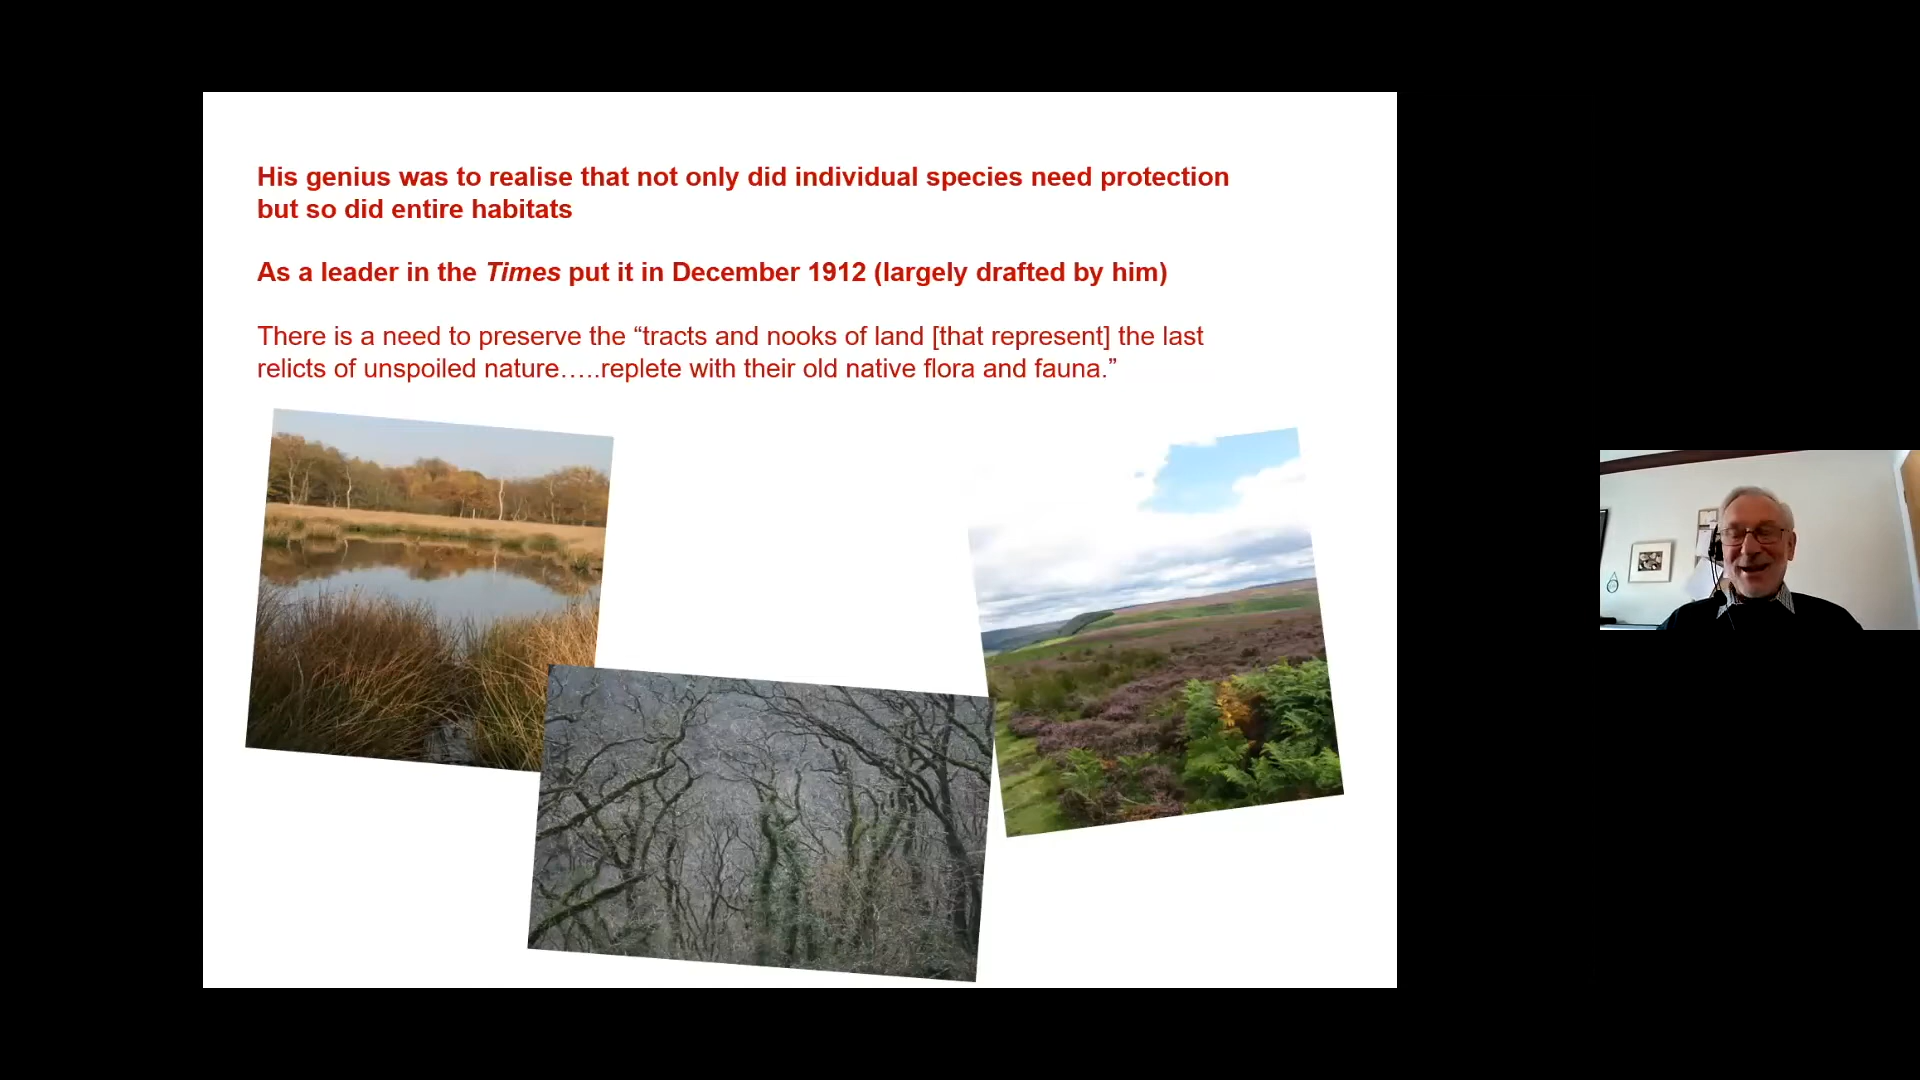 His genius was to realise that not only did individual species need protection
but so did entire habitats
As a leader in the Times put it in December 1912 (largely drafted by him)
There is a need to preserve the “tracts and nooks of land [that represent] the last
relicts of unspoiled nature…..replete with their old native flora and fauna.”